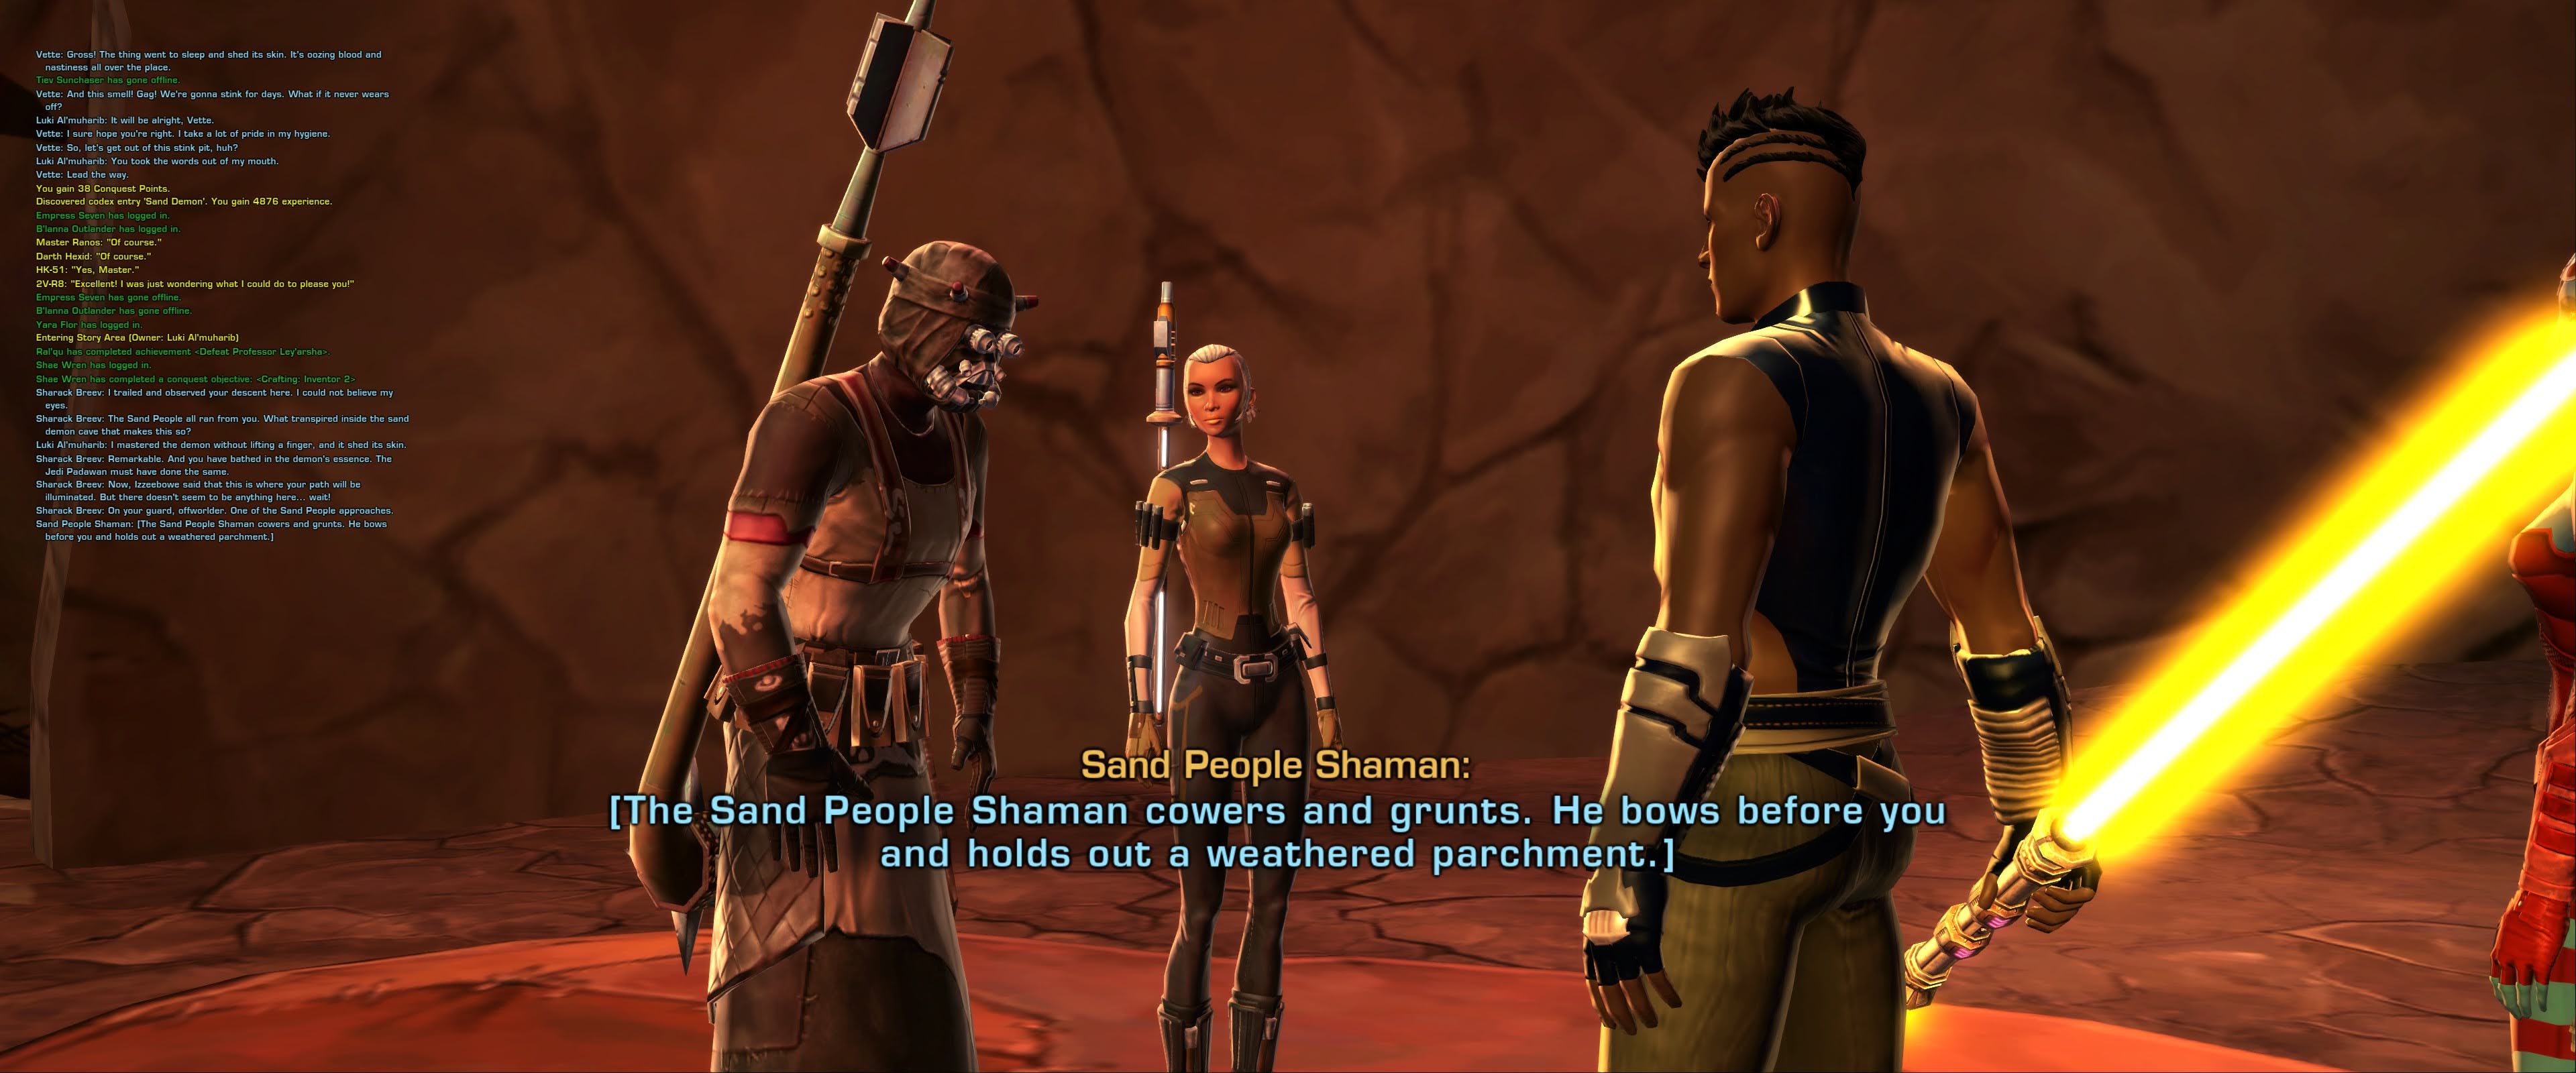 Vette: Gross! The thing went to sleep and shed its skin. It's oozing blood and
nastiness all over the place.
Tiev Sunchaser has gone offline.
Vette: And this smell! Gag! We're gonna stink for days. What if it never wears
off?
Luki Al'muharib: It will be alright, Vette.
Vette: I sure hope you're right. I take a lot of pride in my hygiene.
Vette: So, let's get out of this stink pit, huh?
Luki Al'muharib: You took the words out of my mouth.
Vette: Lead the way.
You gain 38 Conquest Points.
Discovered codex entry 'Sand Demon'. You gain 4876 experience.
Empress Seven has logged in.
B'lanna Outlander has logged in.
Master Ranos: "Of course."
Darth Hexid: "Of course."
HK-51: "Yes, Master."
2V-R8: "Excellent! I was just wondering what I could do to please you!"
Empress Seven has gone offline.
B'lanna Outlander has gone offline.
Yara Flor has logged in.
Entering Story Area (Owner: Luki Al'muharib)
Ral'qu has completed achievement <Defeat Professor Ley'arsha>.
Shae Wren has logged in.
Shae Wren has completed a conquest objective: <Crafting: Inventor 2>
Sharack Breev: I trailed and observed your descent here. I could not believe my
eyes.
Sharack Breev: The Sand People all ran from you. What transpired inside the sand
demon cave that makes this so?
Luki Al'muharib: I mastered the demon without lifting a finger, and it shed its skin.
Sharack Breev: Remarkable. And you have bathed in the demon's essence. The
Jedi Padawan must have done the same.
Sharack Breev: Now, Izzeebowe said that this is where your path will be
illuminated. But there doesn't seem to be anything here... wait!
Sharack Breev: On your guard, offworlder. One of the Sand People approaches.
Sand People Shaman: [The Sand People Shaman cowers and grunts. He bows
before you and holds out a weathered parchment.]
Sand People Shaman:
[The Sand People Shaman cowers and grunts. He bows before you
and holds out a weathered parchment.]